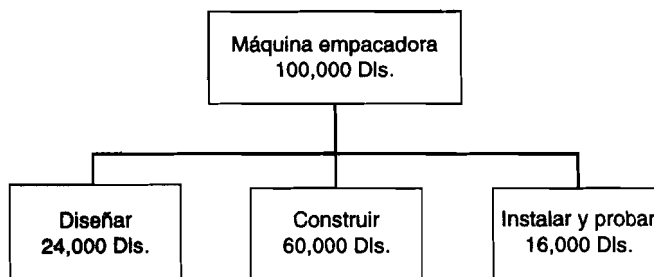 Máquina empacadora
100,000 Dls.
Diseñar
24,000 Dls.
Construir
60,000 Dls.
Instalar y probar
16,000 Dls.